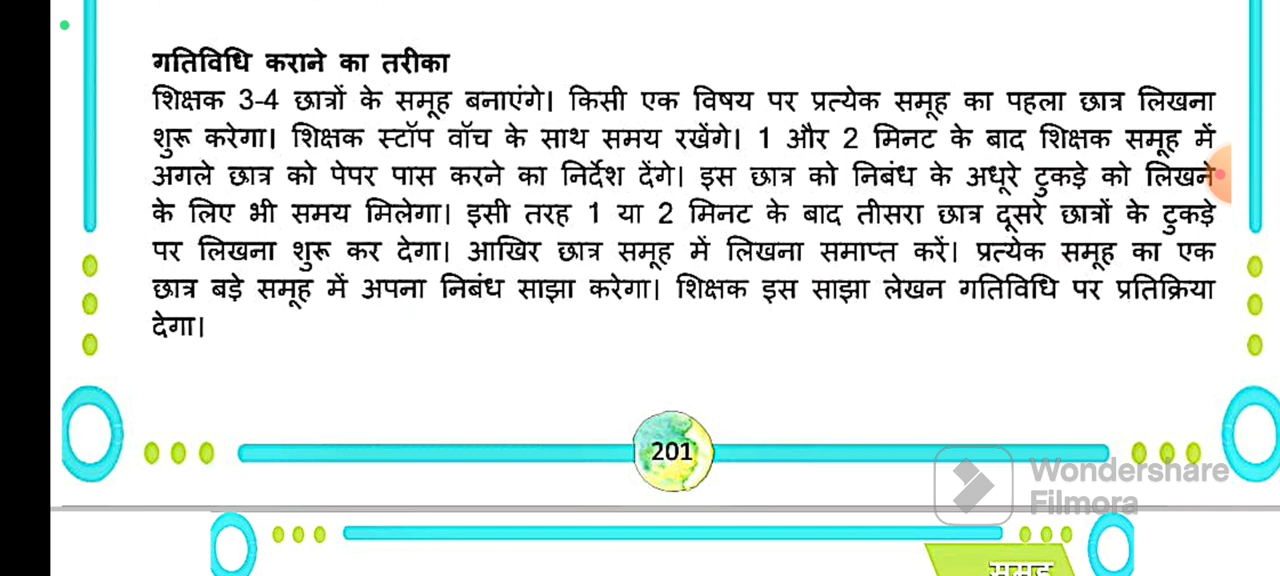 गतिविधि कराने का तरीका
शिक्षक 3-4 छात्रों के समूह बनाएंगे। किसी एक विषय पर प्रत्येक समूह का पहला छात्र लिखना
शुरू करेगा। शिक्षक स्टॉप वॉच के साथ समय रखेंगे। 1 और 2 मिनट के बाद शिक्षक समूह में
अगले छात्र को पेपर पास करने का निर्देश देंगे। इस छात्र को निबंध के अधूरे टुकड़े को लिखने
के लिए भी समय मिलेगा। इसी तरह 1 या 2 मिनट के बाद तीसरा छात्र दूसरे छात्रों के टुकड़े
पर लिखना शुरू कर देगा। आखिर छात्र समूह में लिखना समाप्त करें। प्रत्येक समूह का एक
छात्र बड़े समूह में अपना निबंध साझा करेगा। शिक्षक इस साझा लेखन गतिविधि पर प्रतिक्रिया
देगा।
201
Wondershare
Filmora